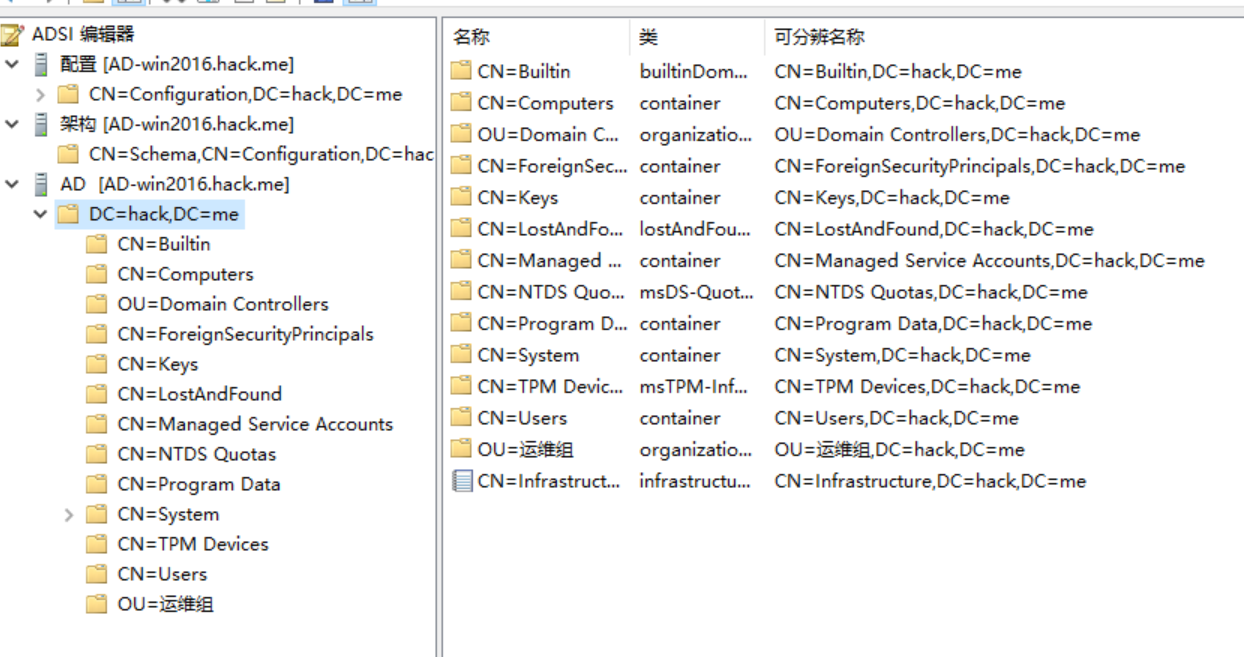 ADSI 编辑器
配置 [AD-win2016.hack.me]
CN=Configuration,DC=hack,DC=me
架构 [AD-win2016.hack.me]
CN=Schema,CN=Configuration,DC=hac
AD [AD-win2016.hack.me]
DC=hack,DC=me
CN=Builtin
CN=Computers
OU=Domain Controllers
CN=ForeignSecurityPrincipals
CN=Keys
CN=LostAndFound
CN=Managed Service Accounts
CN=NTDS Quotas
CN=Program Data
CN=System
CN=TPM Devices
CN=Users
OU=运维组
名称 类 可分辨名称
CN=Builtin builtinDom... CN=Builtin,DC=hack,DC=me
CN=Computers container CN=Computers,DC=hack,DC=me
OU=Domain C... organizatio... OU=Domain Controllers,DC=hack,DC=me
CN=ForeignSec... container CN=ForeignSecurityPrincipals,DC=hack,DC=me
CN=Keys container CN=Keys,DC=hack,DC=me
CN=LostAndFo... lostAndFou... CN=LostAndFound,DC=hack,DC=me
CN=Managed ... container CN=Managed Service Accounts,DC=hack,DC=me
CN=NTDS Quo... msDS-Quot... CN=NTDS Quotas,DC=hack,DC=me
CN=Program D... container CN=Program Data,DC=hack,DC=me
CN=System container CN=System,DC=hack,DC=me
CN=TPM Devic... msTPM-Inf... CN=TPM Devices,DC=hack,DC=me
CN=Users container CN=Users,DC=hack,DC=me
OU=运维组 organizatio... OU=运维组,DC=hack,DC=me
CN=Infrastruct... infrastructu... CN=Infrastructure,DC=hack,DC=me